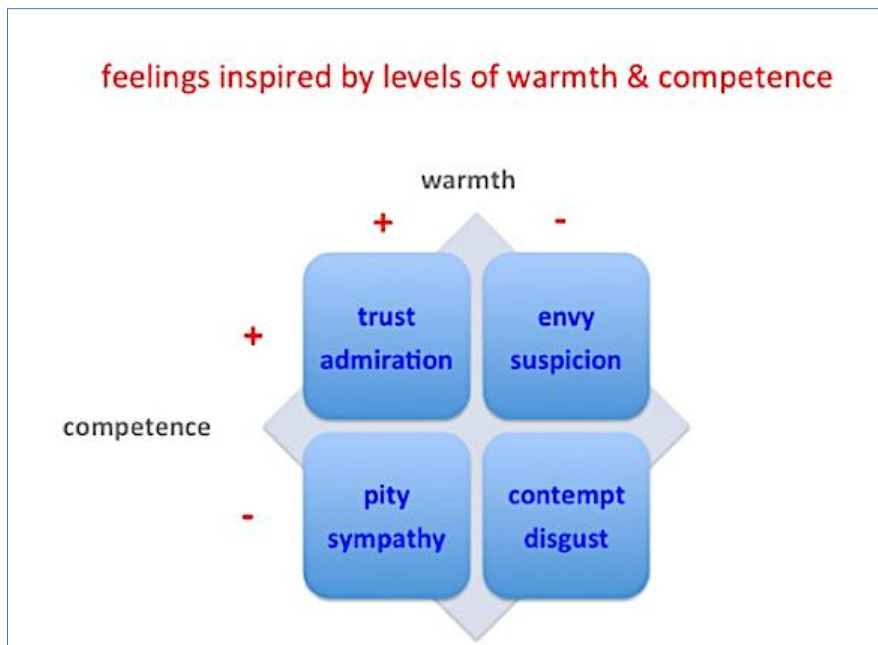 feelings inspired by levels of warmth & competence
warmth
+ -
trust
admiration
envy
suspicion
+
competence
pity
sympathy
contempt
disgust
-